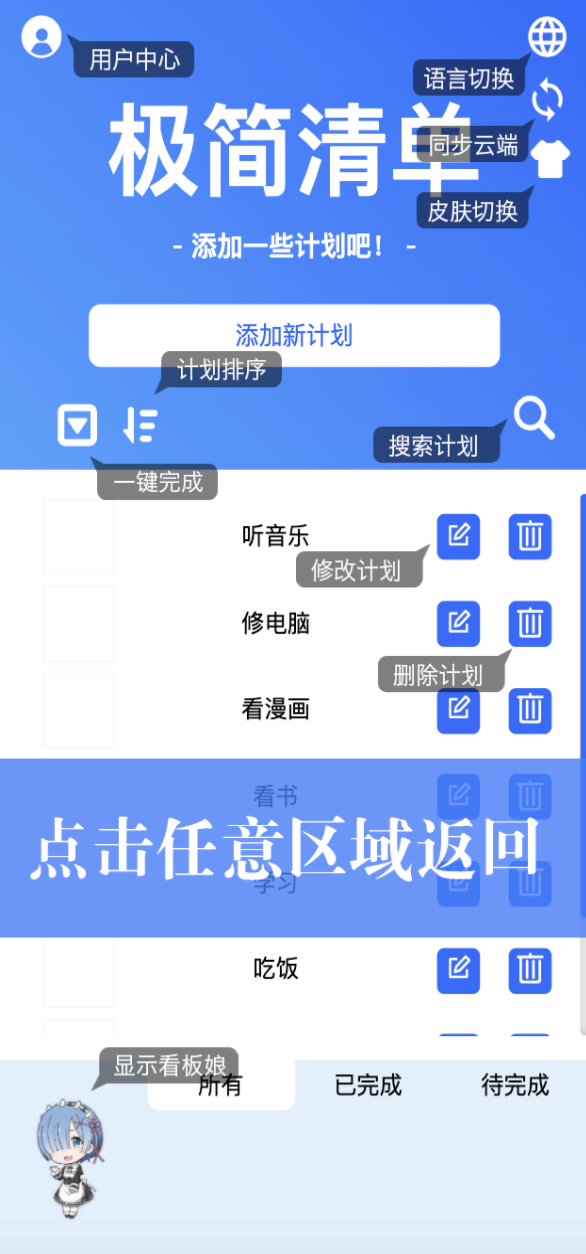 用户中心
语言切换
极简清单
同步云端
皮肤切换
- 添加一些计划吧！ -
添加新计划
计划排序
搜索计划
一键完成
听音乐
修改计划
修电脑
删除计划
看漫画
看书
点击任意区域返回
学习
吃饭
显示看板娘
所有
已完成
待完成